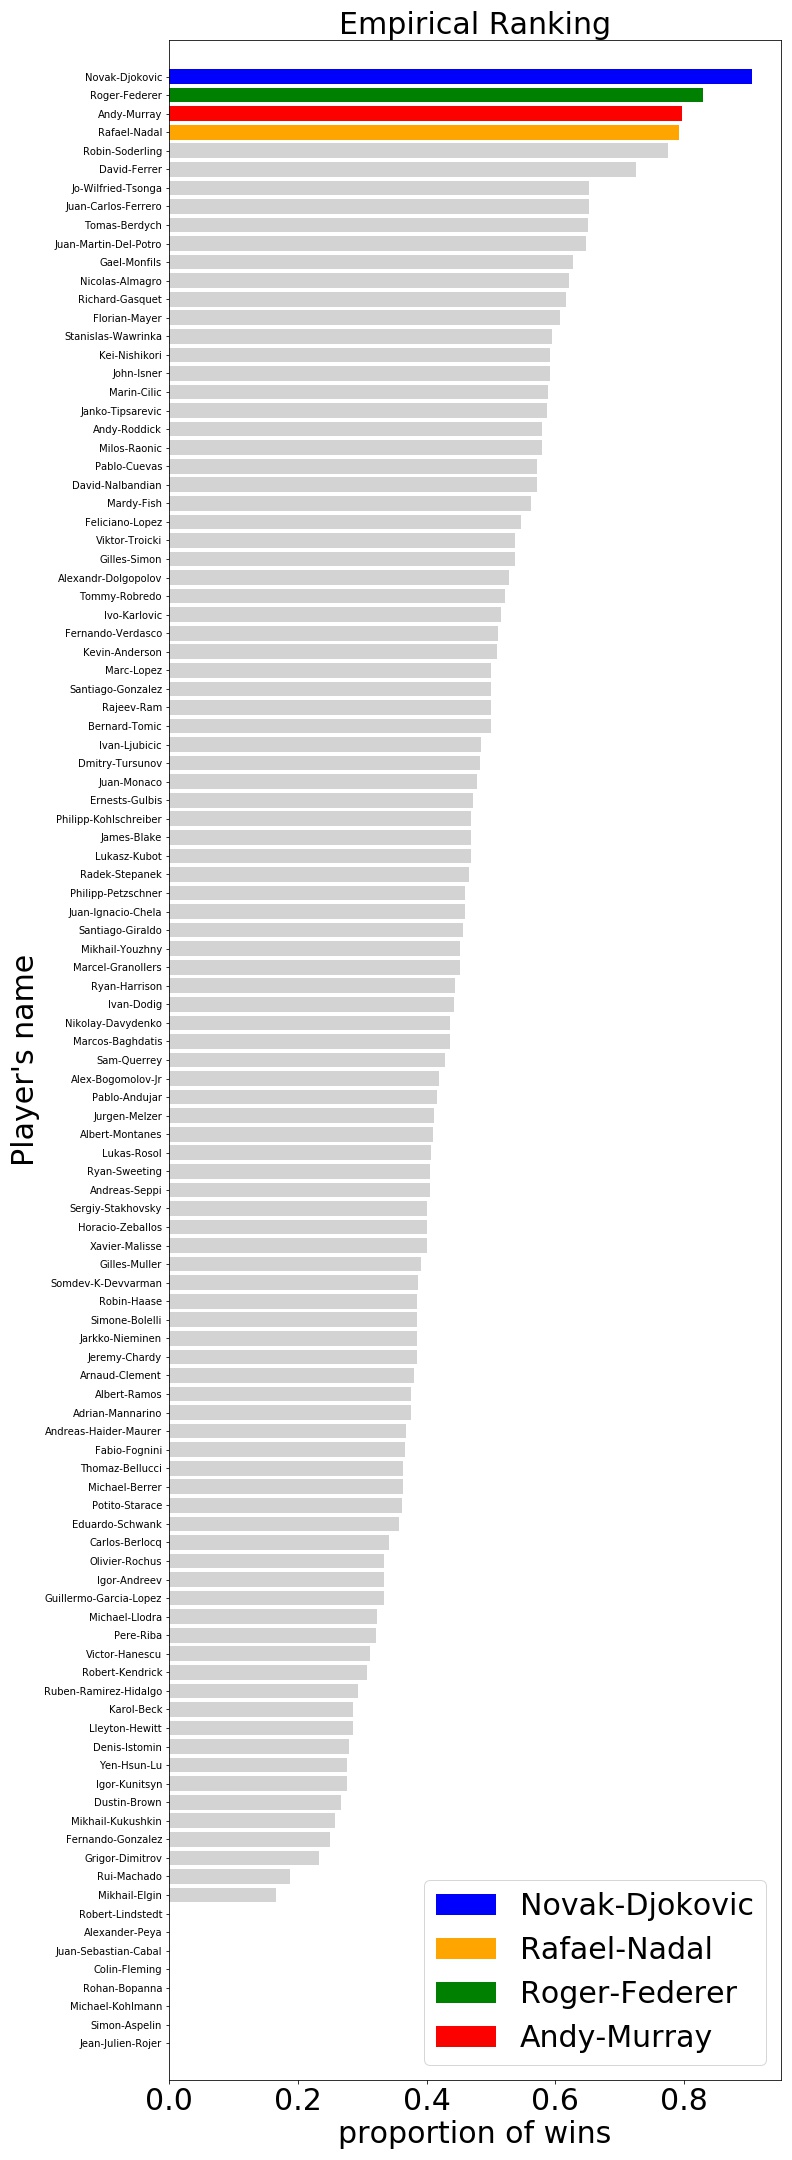 Empirical Ranking
Novak-Djokovic
Roger-Federer
Andy-Murray
Rafael-Nadal
Robin-Soderling
David-Ferrer
Jo-Wilfried-Tsonga
Juan-Carlos-Ferrero
Tomas-Berdych
Juan-Martin-Del-Potro
Gael-Monfils
Nicolas-Almagro
Richard-Gasquet
Florian-Mayer
Stanislas-Wawrinka
Kei-Nishikori
John-Isner
Marin-Cilic
Janko-Tipsarevic
Andy-Roddick
Milos-Raonic
Pablo-Cuevas
David-Nalbandian
Mardy-Fish
Feliciano-Lopez
Viktor-Troicki
Gilles-Simon
Alexandr-Dolgopolov
Tommy-Robredo
Ivo-Karlovic
Fernando-Verdasco
Kevin-Anderson
Marc-Lopez
Santiago-Gonzalez
Rajeev-Ram
Bernard-Tomic
Ivan-Ljubicic
Dmitry-Tursunov
Juan-Monaco
Ernests-Gulbis
Philipp-Kohlschreiber
James-Blake
Lukasz-Kubot
Radek-Stepanek
Philipp-Petzschner
Juan-Ignacio-Chela
Santiago-Giraldo
Mikhail-Youzhny
Marcel-Granollers
Ryan-Harrison
Ivan-Dodig
Nikolay-Davydenko
Marcos-Baghdatis
Sam-Querrey
Alex-Bogomolov-Jr
Pablo-Andujar
Jurgen-Melzer
Albert-Montanes
Lukas-Rosol
Ryan-Sweeting
Andreas-Seppi
Sergiy-Stakhovsky
Horacio-Zeballos
Xavier-Malisse
Gilles-Muller
Somdev-K-Devvarman
Robin-Haase
Simone-Bolelli
Jarkko-Nieminen
Jeremy-Chardy
Arnaud-Clement
Albert-Ramos
Adrian-Mannarino
Andreas-Haider-Maurer
Fabio-Fognini
Thomaz-Bellucci
Michael-Berrer
Potito-Starace
Eduardo-Schwank
Carlos-Berlocq
Olivier-Rochus
Igor-Andreev
Guillermo-Garcia-Lopez
Michael-Llodra
Pere-Riba
Victor-Hanescu
Robert-Kendrick
Ruben-Ramirez-Hidalgo
Karol-Beck
Lleyton-Hewitt
Denis-Istomin
Yen-Hsun-Lu
Igor-Kunitsyn
Dustin-Brown
Mikhail-Kukushkin
Fernando-Gonzalez
Grigor-Dimitrov
Rui-Machado
Mikhail-Elgin
Robert-Lindstedt
Alexander-Peya
Juan-Sebastian-Cabal
Colin-Fleming
Rohan-Bopanna
Michael-Kohlmann
Simon-Aspelin
Jean-Julien-Rojer
Player's name
Novak-Djokovic
Rafael-Nadal
Roger-Federer
Andy-Murray
0.0 0.2 0.4 0.6 0.8
proportion of wins